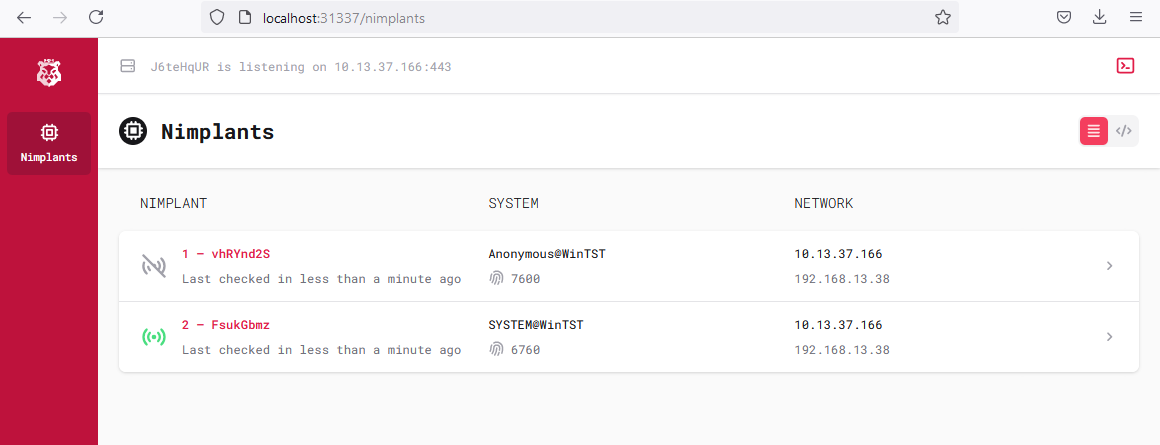 localhost:31337/nimplants
J6teHqUR is listening on 10.13.37.166:443
Nimplants
Nimplants
NIMPLANT SYSTEM NETWORK
1 – vhRYnd2S Anonymous@WinTST 10.13.37.166
Last checked in less than a minute ago 7600 192.168.13.38
2 – FsukGbmz SYSTEM@WinTST 10.13.37.166
Last checked in less than a minute ago 6760 192.168.13.38